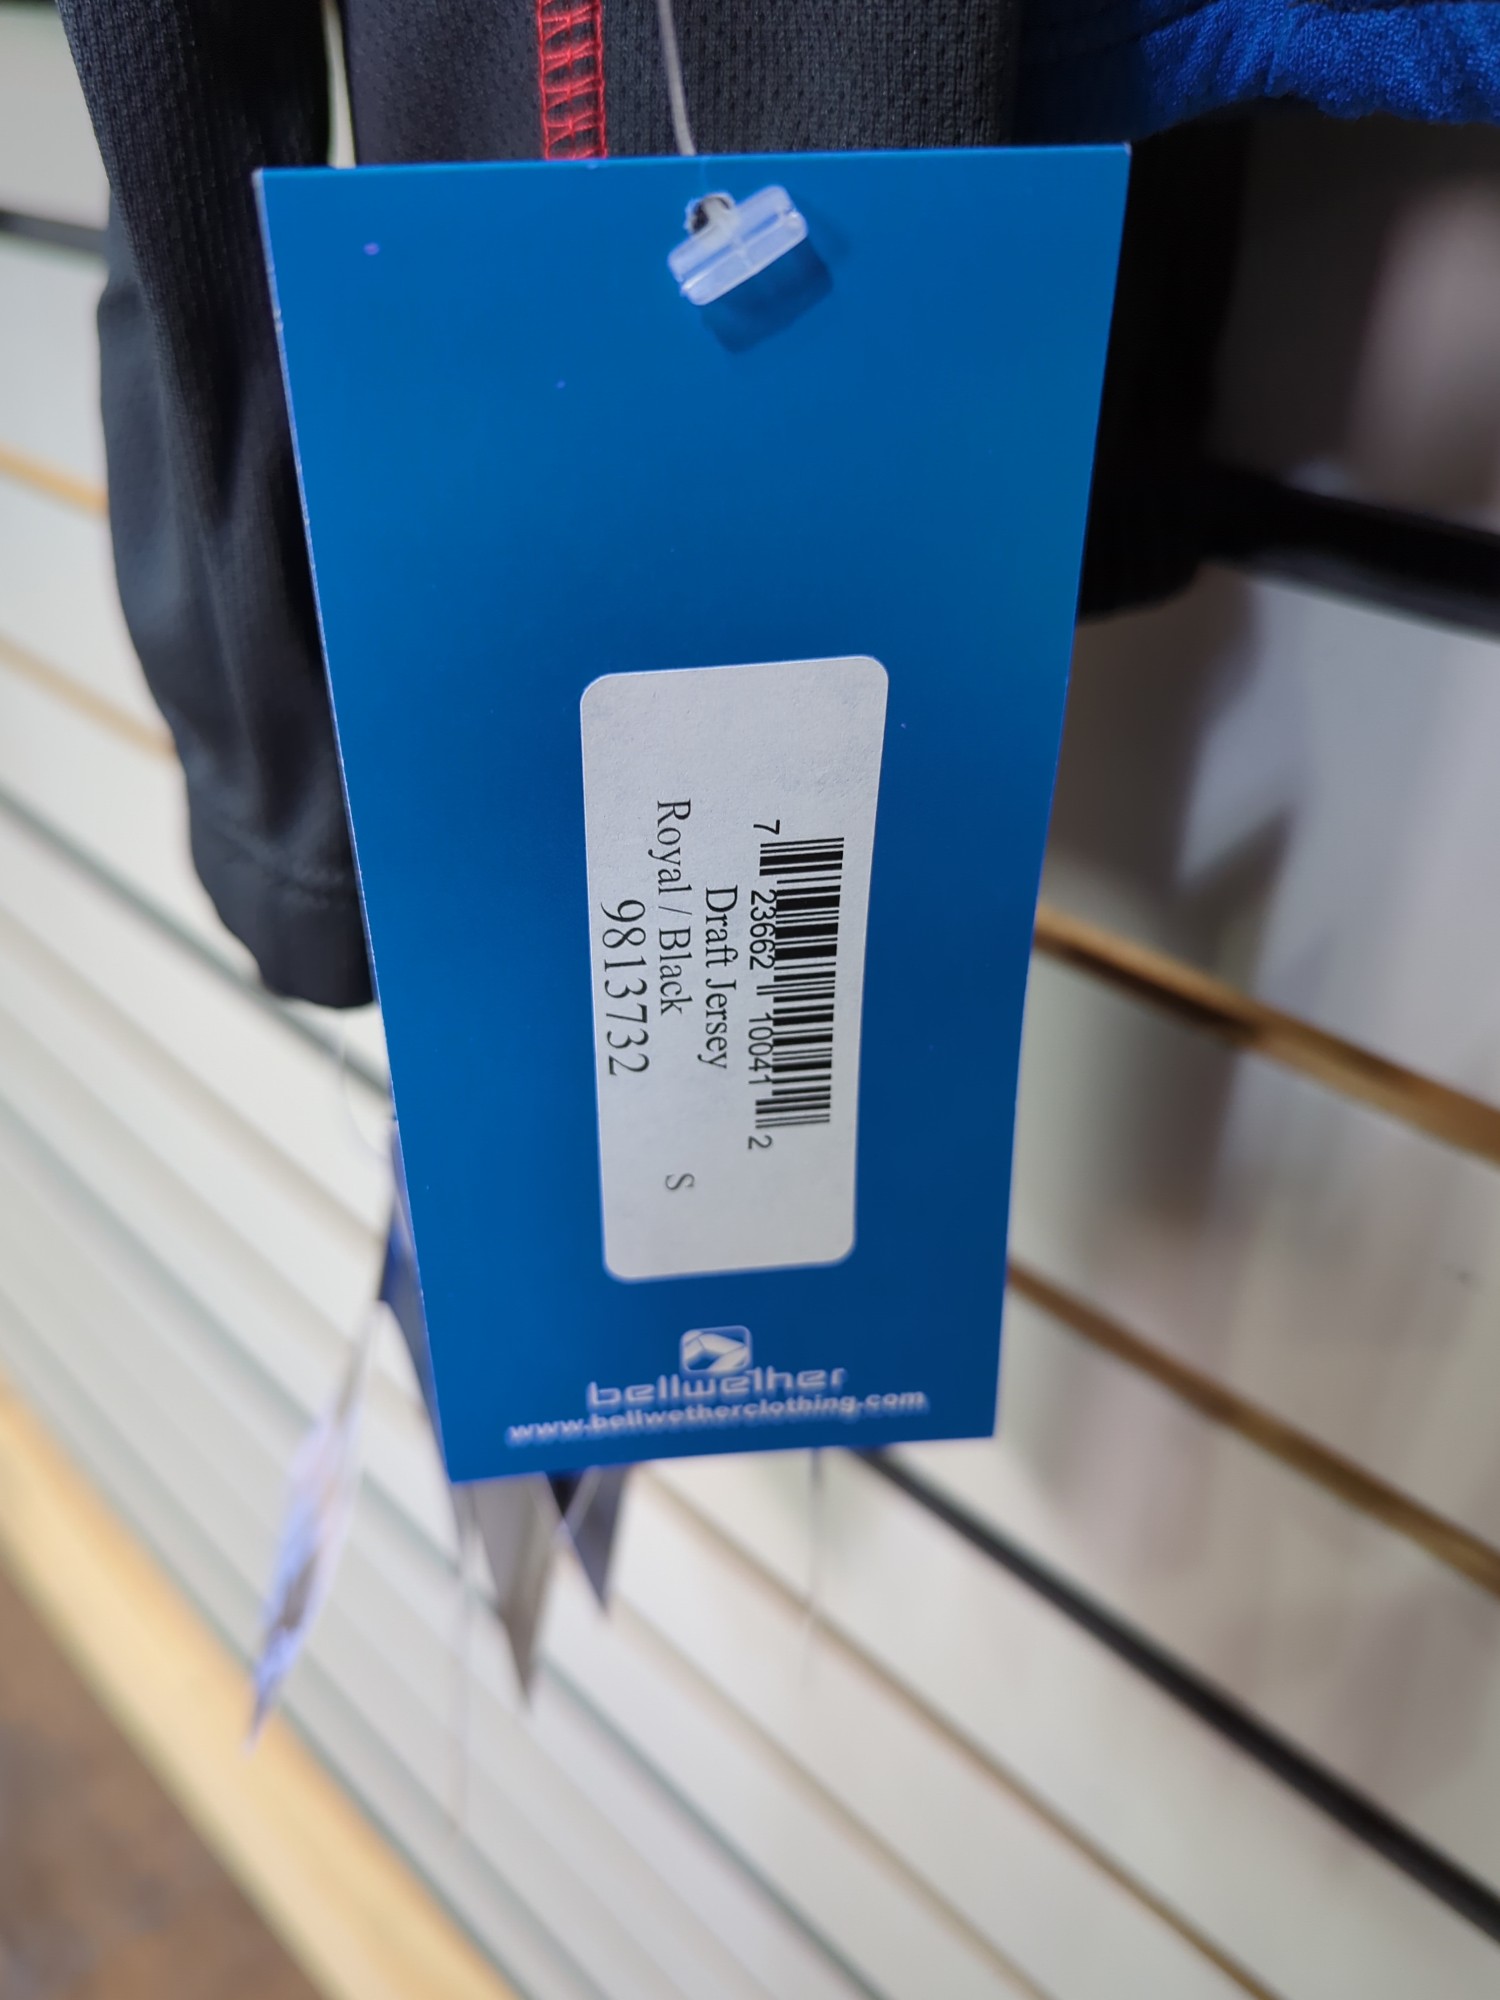 7 23662 10041 2
Draft Jersey
Royal / Black S
9813732
bellwether
www.bellwetherclothing.com